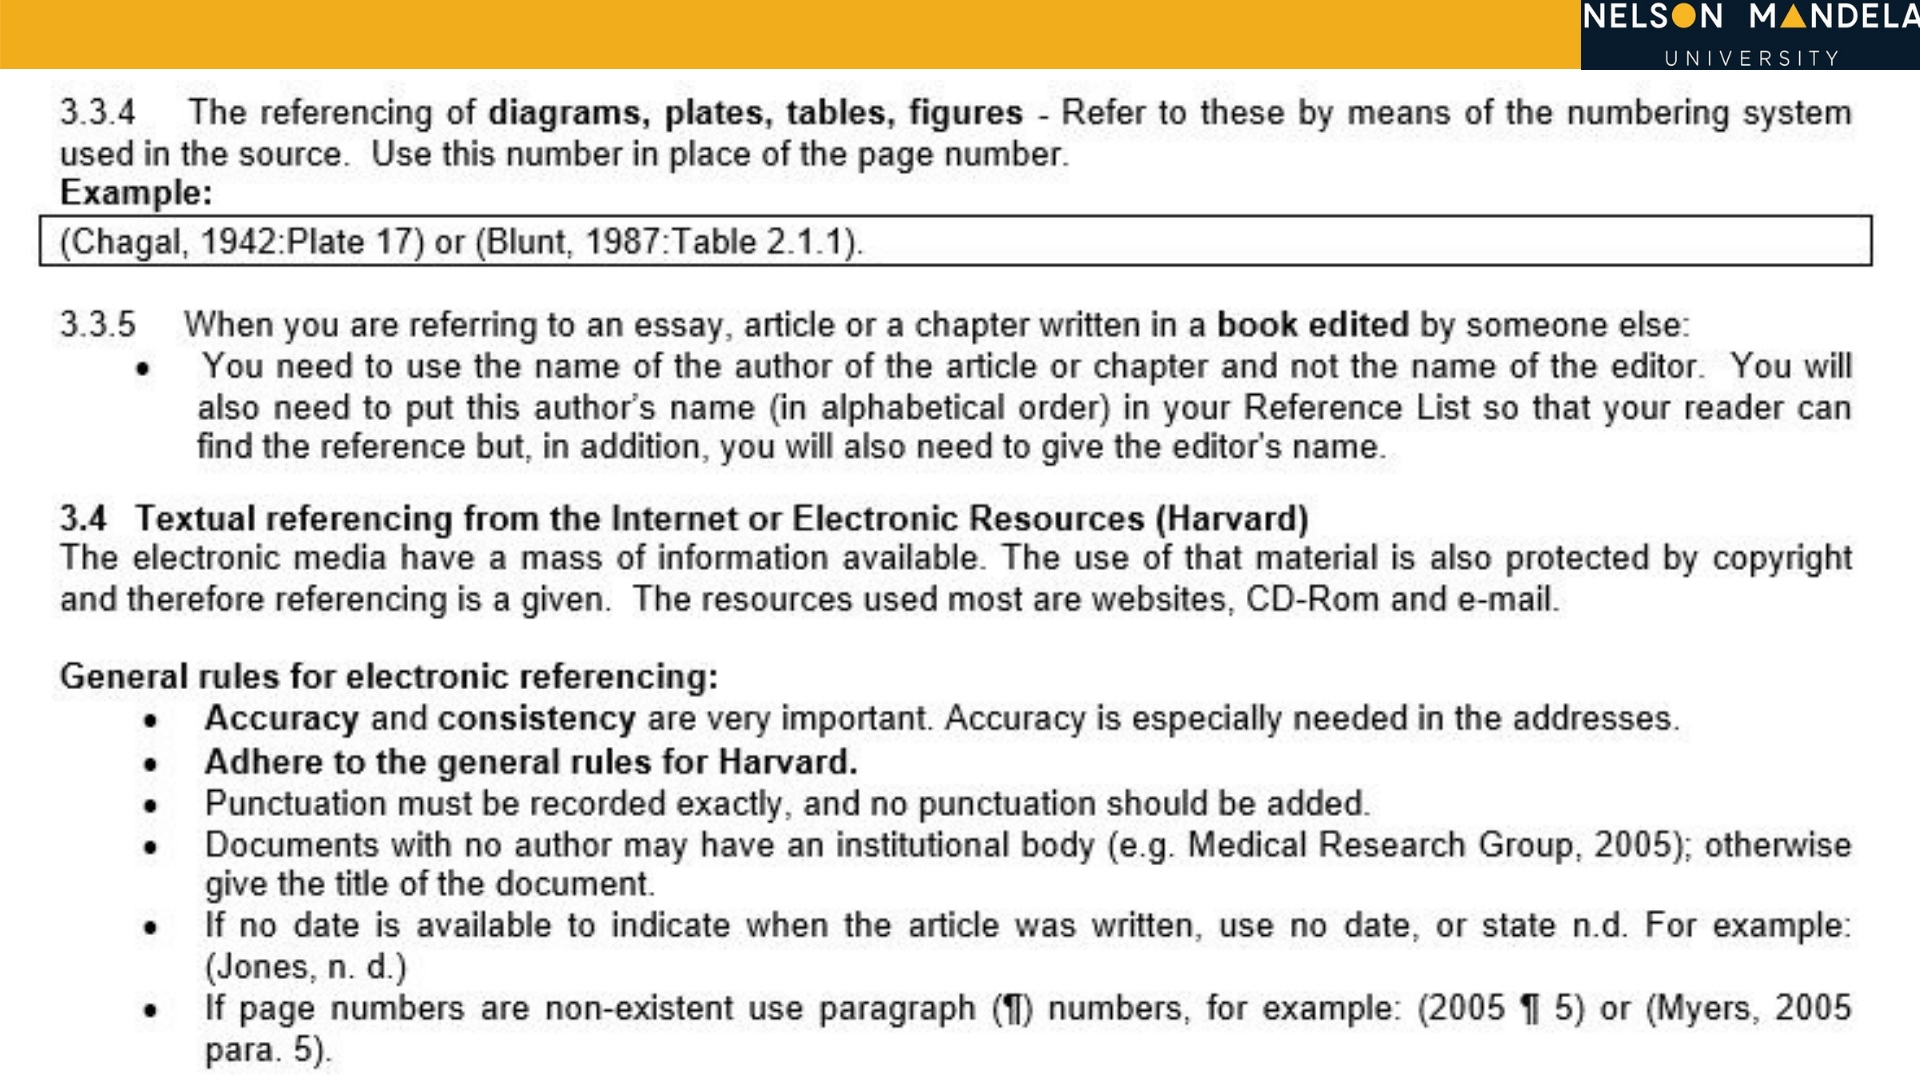 NELSON MANDELA
UNIVERSITY
3.3.4 The referencing of diagrams, plates, tables, figures - Refer to these by means of the numbering system
used in the source. Use this number in place of the page number.
Example:
(Chagal, 1942:Plate 17) or (Blunt, 1987:Table 2.1.1).
3.3.5 When you are referring to an essay, article or a chapter written in a book edited by someone else:
• You need to use the name of the author of the article or chapter and not the name of the editor. You will
also need to put this author's name (in alphabetical order) in your Reference List so that your reader can
find the reference but, in addition, you will also need to give the editor's name.
3.4 Textual referencing from the Internet or Electronic Resources (Harvard)
The electronic media have a mass of information available. The use of that material is also protected by copyright
and therefore referencing is a given. The resources used most are websites, CD-Rom and e-mail.
General rules for electronic referencing:
• Accuracy and consistency are very important. Accuracy is especially needed in the addresses.
• Adhere to the general rules for Harvard.
• Punctuation must be recorded exactly, and no punctuation should be added.
• Documents with no author may have an institutional body (e.g. Medical Research Group, 2005); otherwise
give the title of the document.
• If no date is available to indicate when the article was written, use no date, or state n.d. For example:
(Jones, n. d.)
• If page numbers are non-existent use paragraph (¶) numbers, for example: (2005 ¶ 5) or (Myers, 2005
para. 5).